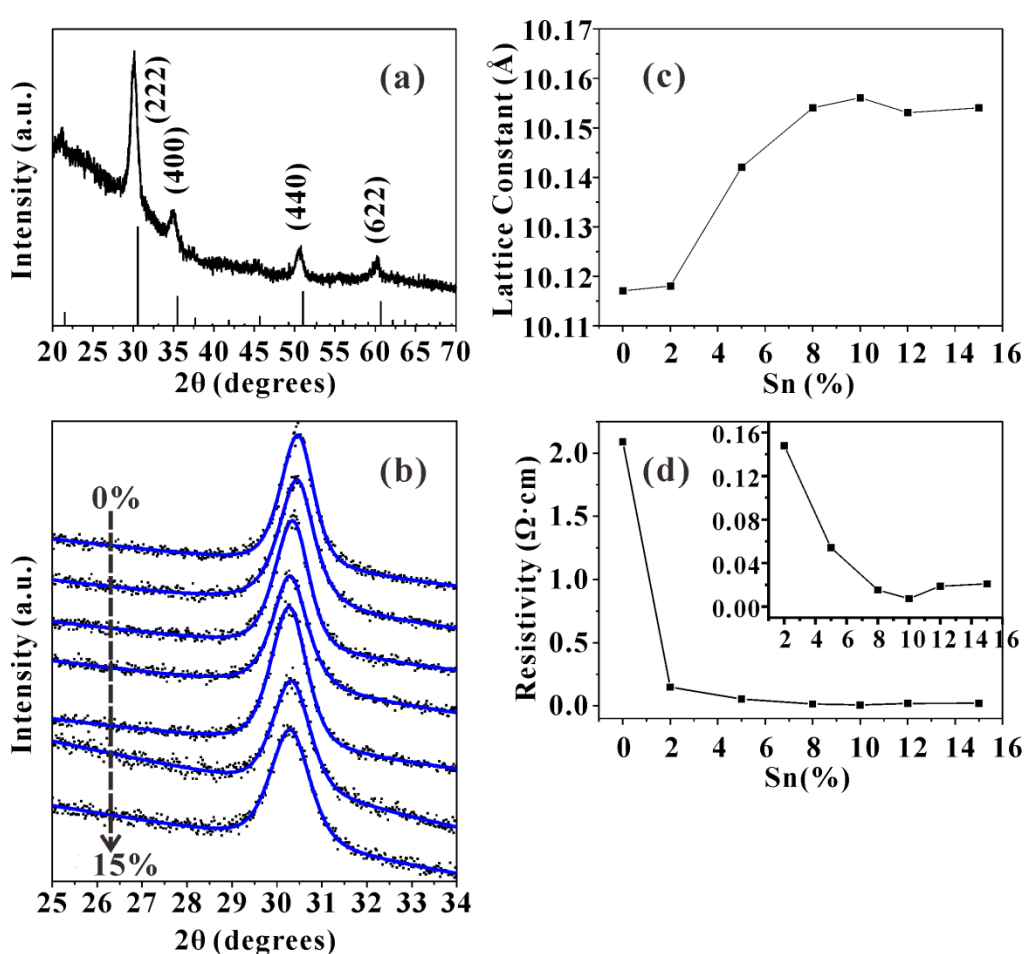 (a)
Intensity (a.u.)
(222)
(400)
(440)
(622)
20 25 30 35 40 45 50 55 60 65 70
2θ (degrees)
(c)
Lattice Constant (Å)
10.17
10.16
10.15
10.14
10.13
10.12
10.11
0 2 4 6 8 10 12 14 16
Sn (%)
(b)
Intensity (a.u.)
0%
15%
25 26 27 28 29 30 31 32 33 34
2θ (degrees)
(d)
Resistivity (Ω·cm)
2.0
1.5
1.0
0.5
0.0
0 2 4 6 8 10 12 14 16
Sn(%)
0.16
0.12
0.08
0.04
0.00
2 4 6 8 10 12 14 16